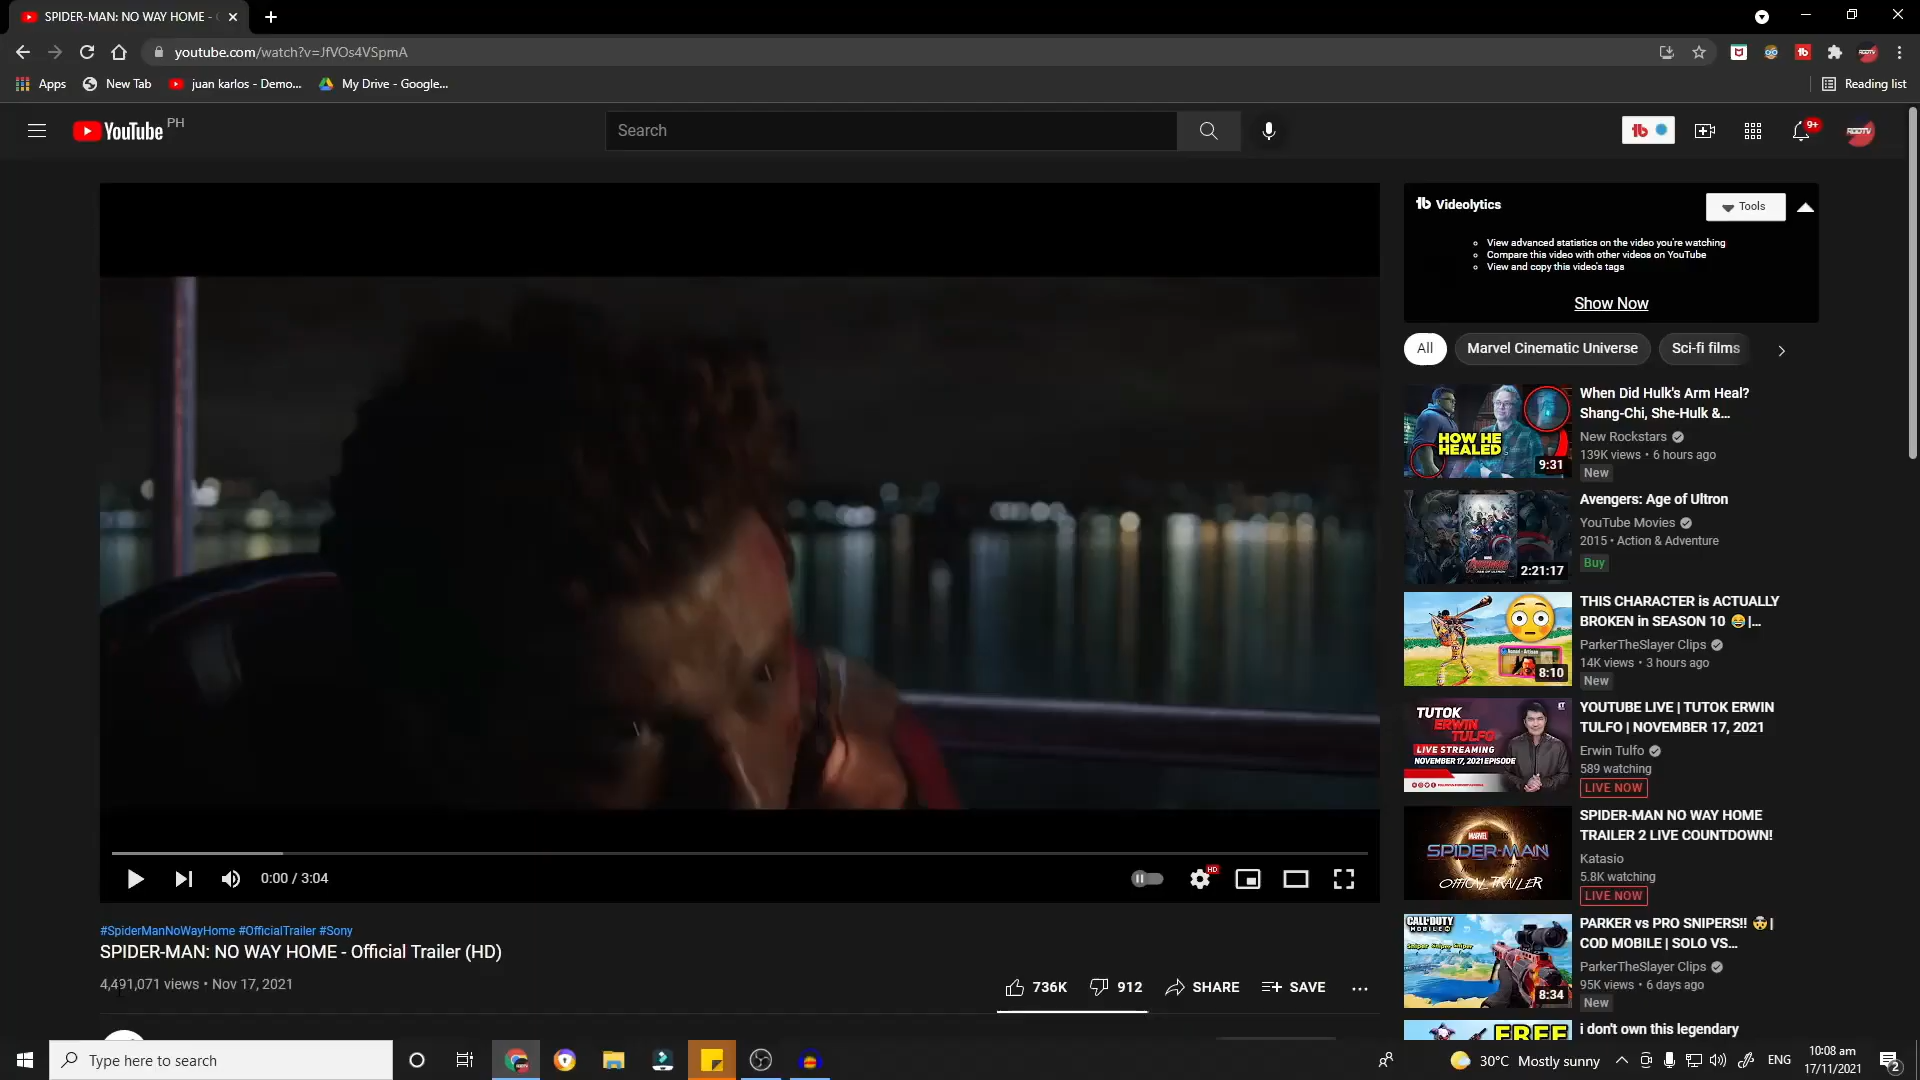 SPIDER-MAN: NO WAY HOME -
youtube.com/watch?v=JfVOs4VSpmA
Apps
New Tab
juan karlos - Demo...
My Drive - Google...
Reading list
YouTube PH
Search
9+
Videolytics
Tools
View advanced statistics on the video you're watching
Compare this video with other videos on YouTube
View and copy this video's tags
Show Now
All
Marvel Cinematic Universe
Sci-fi films
HOW HE
HEALED
9:31
When Did Hulk's Arm Heal?
Shang-Chi, She-Hulk &...
New Rockstars
139K views • 6 hours ago
New
2:21:17
Avengers: Age of Ultron
YouTube Movies
2015 • Action & Adventure
Buy
8:10
THIS CHARACTER is ACTUALLY
BROKEN in SEASON 10 😂|...
ParkerTheSlayer Clips
14K views • 3 hours ago
New
TUTOK
ERWIN
TULFO
LIVE STREAMING
NOVEMBER 17, 2021 EPISODE
YOUTUBE LIVE | TUTOK ERWIN
TULFO | NOVEMBER 17, 2021
Erwin Tulfo
589 watching
LIVE NOW
MARVEL
SPIDER-MAN
OFFICIAL TRAILER
SPIDER-MAN NO WAY HOME
TRAILER 2 LIVE COUNTDOWN!
Katasio
5.8K watching
LIVE NOW
CALL OF DUTY
MOBILE
Sniper Sniper Sniper
8:34
PARKER vs PRO SNIPERS!! 🤯 |
COD MOBILE | SOLO VS...
ParkerTheSlayer Clips
95K views • 6 days ago
New
FREE
i don't own this legendary
0:00 / 3:04
HD
#SpiderManNoWayHome #OfficialTrailer #Sony
SPIDER-MAN: NO WAY HOME - Official Trailer (HD)
4,491,071 views • Nov 17, 2021
736K
912
SHARE
SAVE
Type here to search
30°C Mostly sunny
ENG
10:08 am
17/11/2021
2